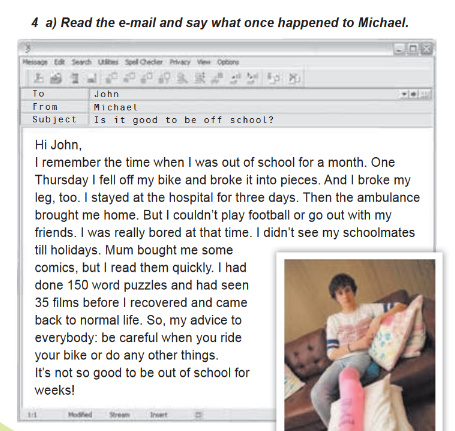 4 a) Read the e-mail and say what once happened to Michael.
Message Edit Search Utilities Spell Checker Privacy View Options
To John
From Michael
Subject Is it good to be off school?
Hi John,
I remember the time when I was out of school for a month. One
Thursday I fell off my bike and broke it into pieces. And I broke my
leg, too. I stayed at the hospital for three days. Then the ambulance
brought me home. But I couldn't play football or go out with my
friends. I was really bored at that time. I didn't see my schoolmates
till holidays. Mum bought me some
comics, but I read them quickly. I had
done 150 word puzzles and had seen
35 films before I recovered and came
back to normal life. So, my advice to
everybody: be careful when you ride
your bike or do any other things.
It's not so good to be out of school for
weeks!
1:1 Modified Stream Insert